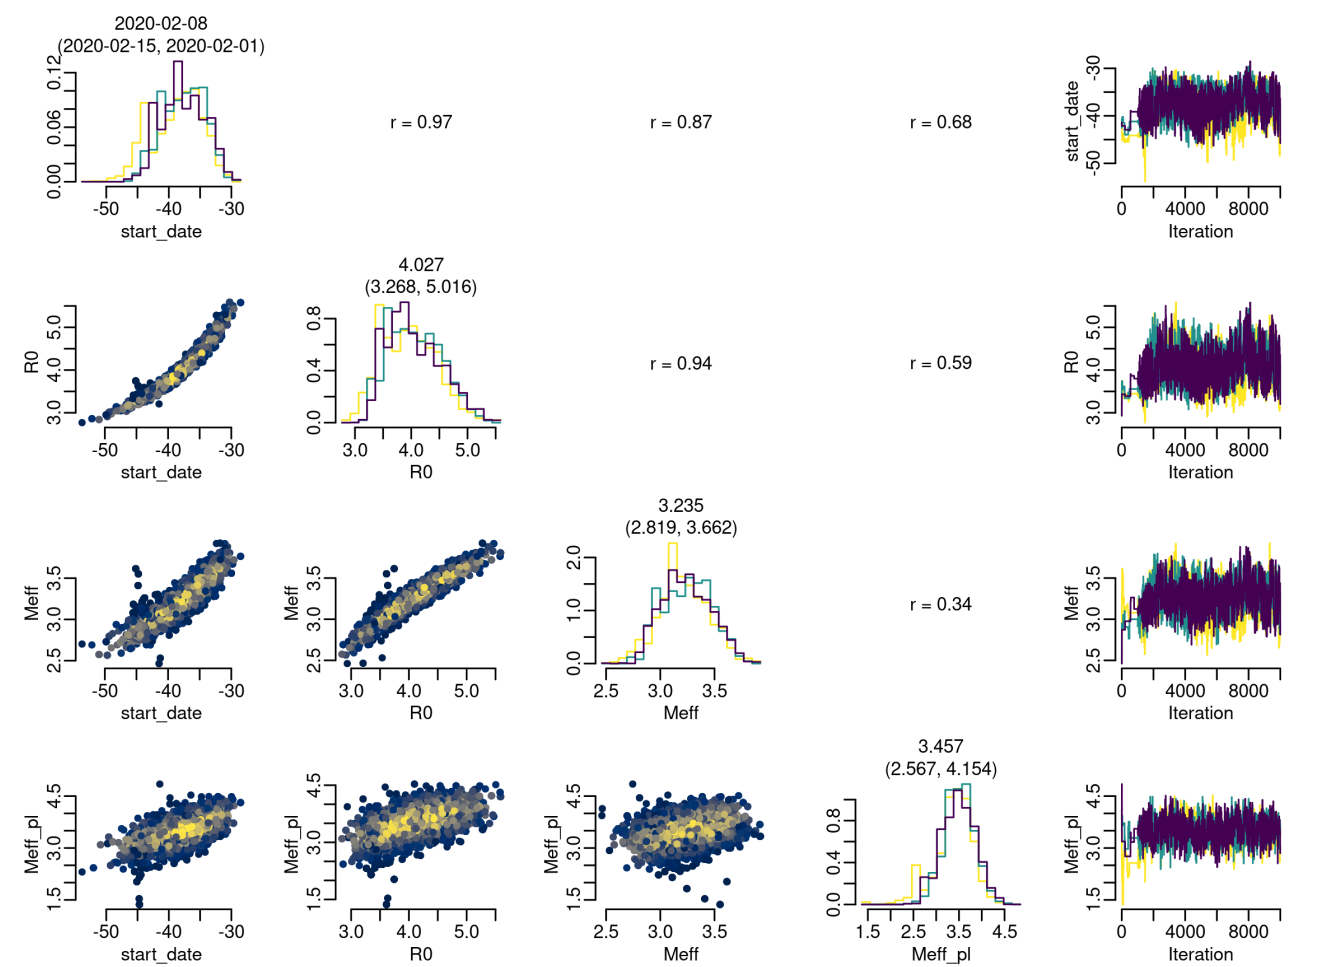 2020-02-08
(2020-02-15, 2020-02-01)
0.00 0.06 0.12
-50 -40 -30
start_date
r = 0.97
r = 0.87
r = 0.68
start_date
-50 -40 -30
0 4000 8000
Iteration
R0
3.0 4.0 5.0
-50 -40 -30
start_date
4.027
(3.268, 5.016)
0.0 0.4 0.8
3.0 4.0 5.0
R0
r = 0.94
r = 0.59
R0
3.0 4.0 5.0
0 4000 8000
Iteration
Meff
2.5 3.0 3.5
-50 -40 -30
start_date
Meff
2.5 3.0 3.5
3.0 4.0 5.0
R0
3.235
(2.819, 3.662)
0.0 1.0 2.0
2.5 3.0 3.5
Meff
r = 0.34
Meff
2.5 3.0 3.5
0 4000 8000
Iteration
Meff_pl
1.5 3.0 4.5
-50 -40 -30
start_date
Meff_pl
1.5 3.0 4.5
3.0 4.0 5.0
R0
Meff_pl
1.5 3.0 4.5
2.5 3.0 3.5
Meff
3.457
(2.567, 4.154)
0.0 0.4 0.8
1.5 2.5 3.5 4.5
Meff_pl
Meff_pl
1.5 3.0 4.5
0 4000 8000
Iteration